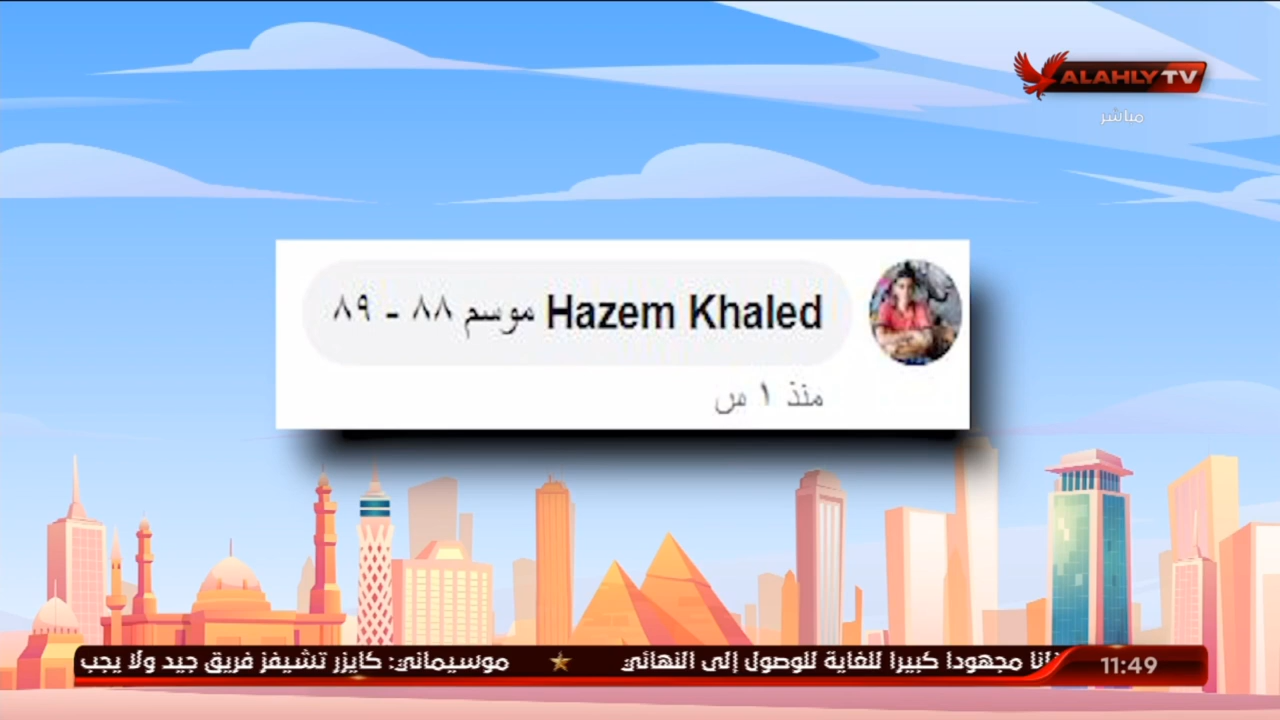 ALAHLY TV
مباشر
Hazem Khaled موسم ٨٨ - ٨٩
منذ ١ س
مجهودا كبيرا للغاية للوصول إلى النهائي ★ موسيماني: كايزر تشيفز فريق جيد ولا يجب
11:49